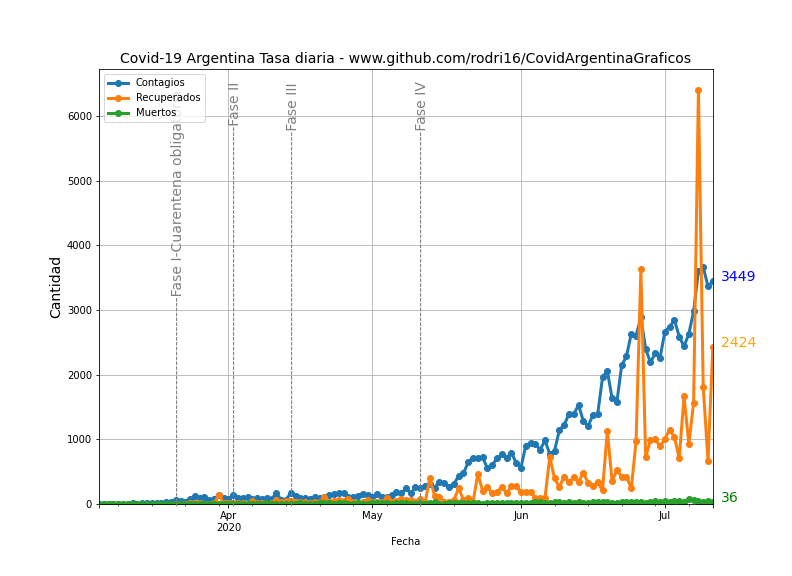 Covid-19 Argentina Tasa diaria - www.github.com/rodri16/CovidArgentinaGraficos
Contagios
Recuperados
Muertos
Fase I-Cuarentena obligatoria
Fase II
Fase III
Fase IV
Cantidad
6000
5000
4000
3000
2000
1000
0
3449
2424
36
Apr
2020
May
Jun
Jul
Fecha